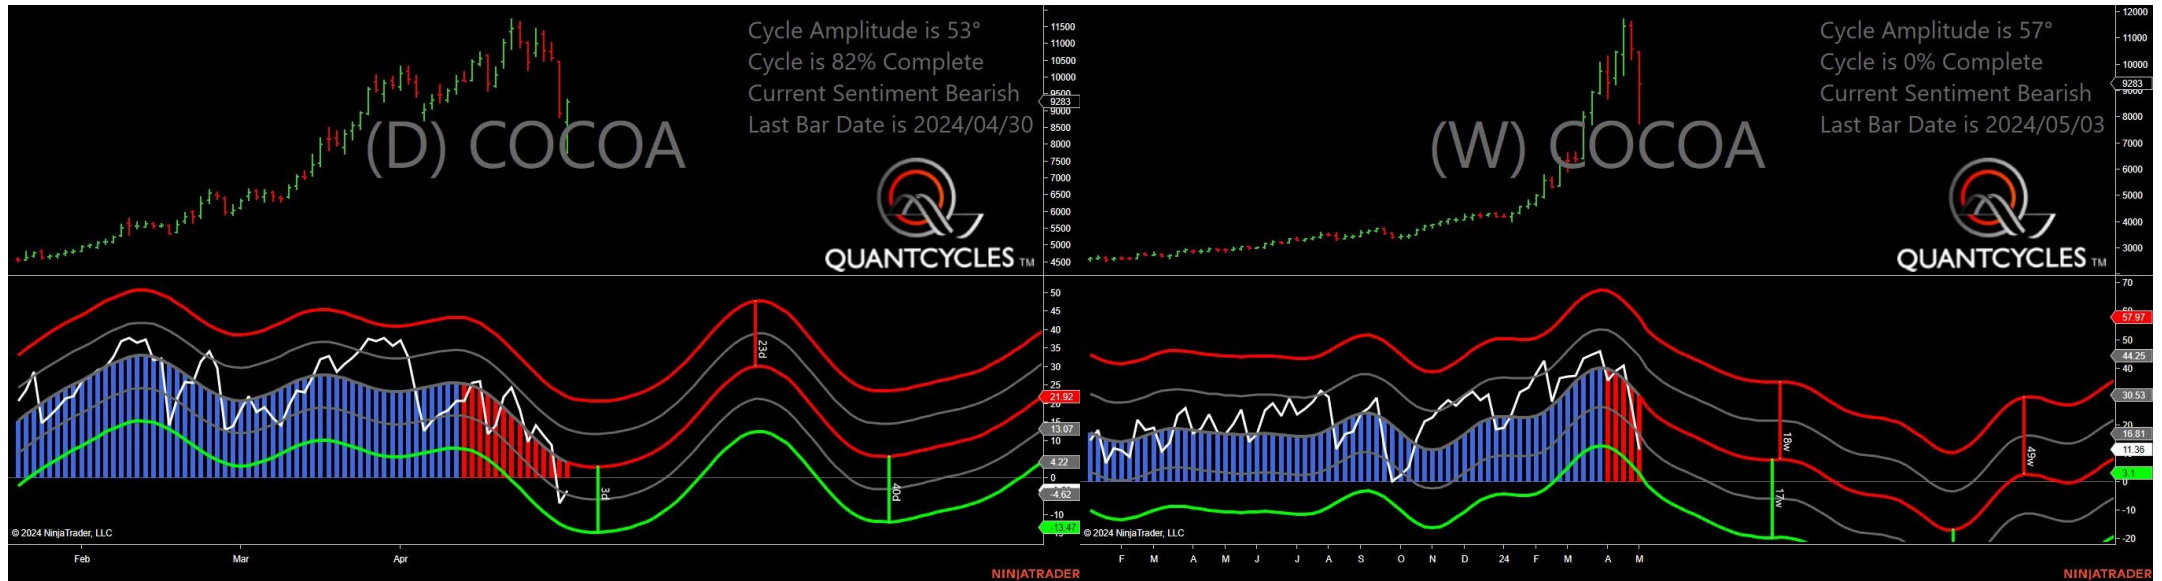 Cycle Amplitude is 53°
Cycle is 82% Complete
Current Sentiment Bearish
Last Bar Date is 2024/04/30
(D) COCOA
QUANTCYCLES TM
11500
11000
10500
10000
9500
9283
9000
8500
8000
7500
7000
6500
6000
5500
5000
4500
50
45
40
35
30
25
21.92
15
13.07
10
4.22
0
-4.62
-10
-13.47
23d
3d
40d
© 2024 NinjaTrader, LLC
Feb Mar Apr
NINJATRADER
Cycle Amplitude is 57°
Cycle is 0% Complete
Current Sentiment Bearish
Last Bar Date is 2024/05/03
(W) COCOA
QUANTCYCLES TM
12000
11000
10000
9283
9000
8000
7000
6000
5000
4000
3000
70
57.97
50
44.25
40
30.53
20
16.81
11.36
3.1
0
-10
-20
18w
17w
49w
© 2024 NinjaTrader, LLC
F M A M J J A S O N D 24 F M A M
NINJATRADER